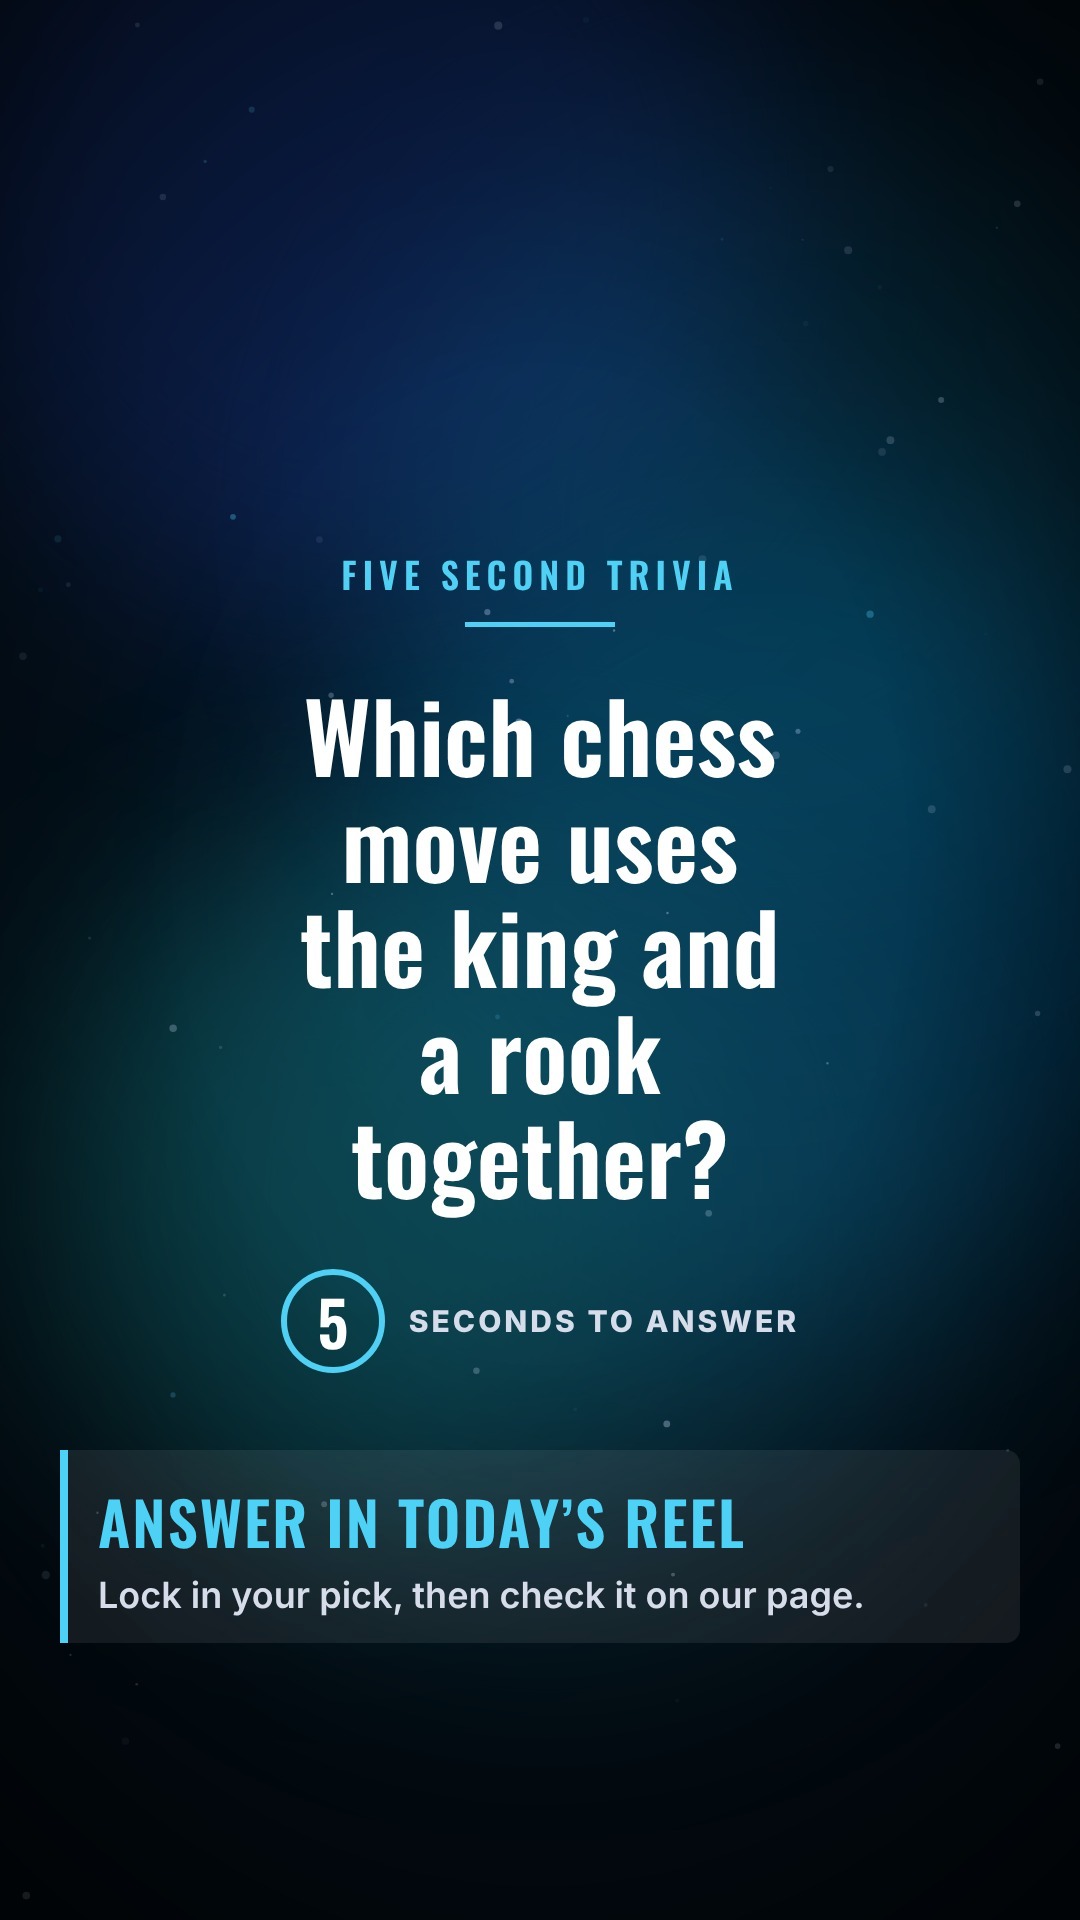 FIVE SECOND TRIVIA
Which chess
move uses
the king and
a rook
together?
5
SECONDS TO ANSWER
ANSWER IN TODAY’S REEL
Lock in your pick, then check it on our page.